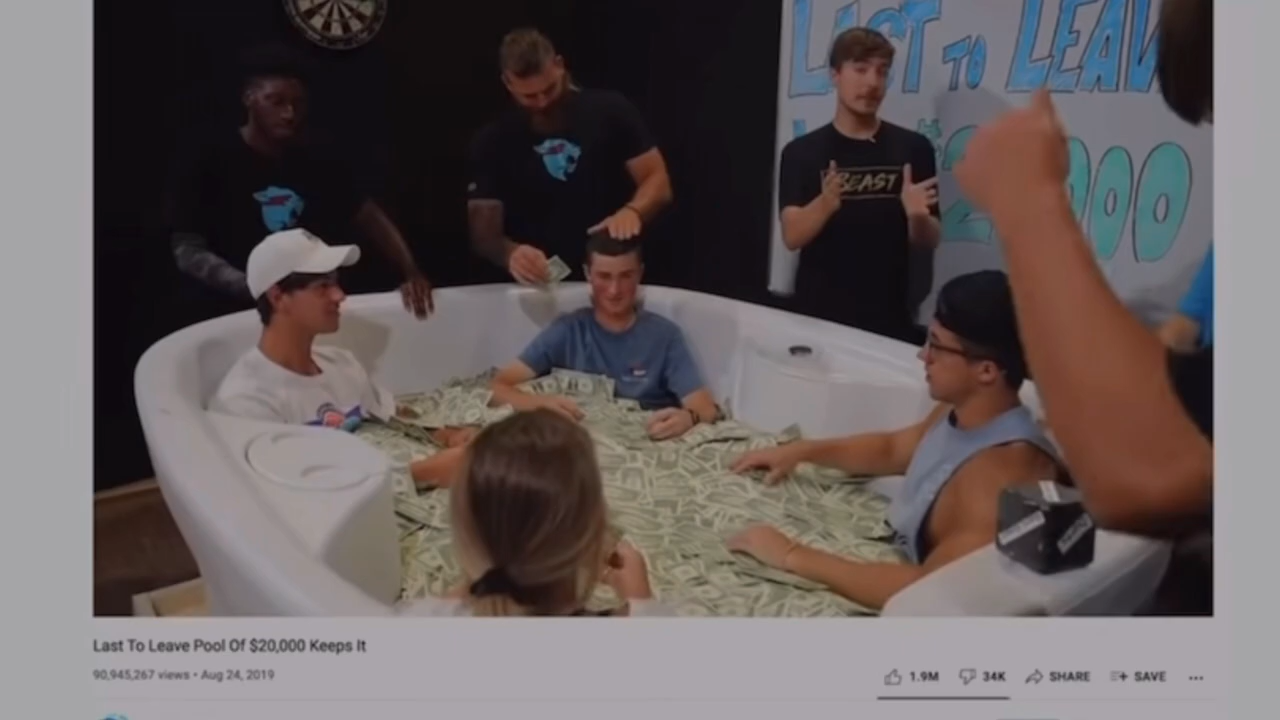 LAST TO LEAV
BEAST
000
Last To Leave Pool Of $20,000 Keeps It
90,945,267 views • Aug 24, 2019
1.9M 34K SHARE SAVE